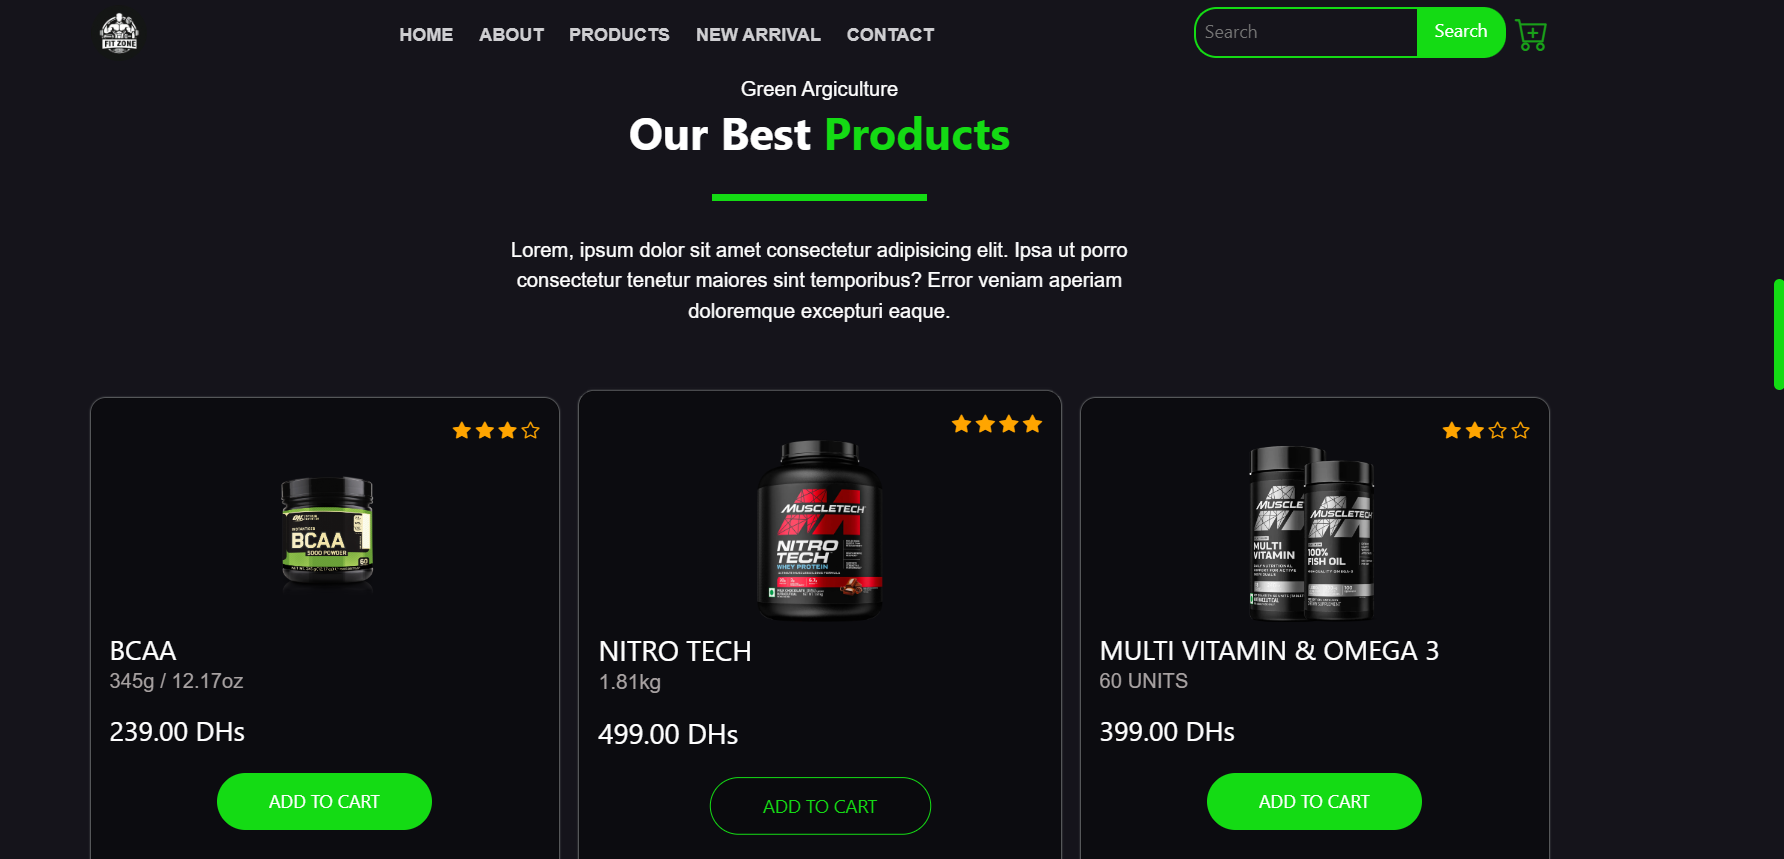 FIT ZONE
HOME ABOUT PRODUCTS NEW ARRIVAL CONTACT
Search
Search
Green Argiculture
Our Best Products
Lorem, ipsum dolor sit amet consectetur adipisicing elit. Ipsa ut porro
consectetur tenetur maiores sint temporibus? Error veniam aperiam
doloremque excepturi eaque.
BCAA
5000 POWDER
60
BCAA
345g / 12.17oz
239.00 DHs
ADD TO CART
MUSCLETECH
NITRO
TECH
WHEY PROTEIN
NITRO TECH
1.81kg
499.00 DHs
ADD TO CART
MUSCLE
MULTI
VITAMIN
MUSCLETECH
100%
FISH OIL
MULTI VITAMIN & OMEGA 3
60 UNITS
399.00 DHs
ADD TO CART